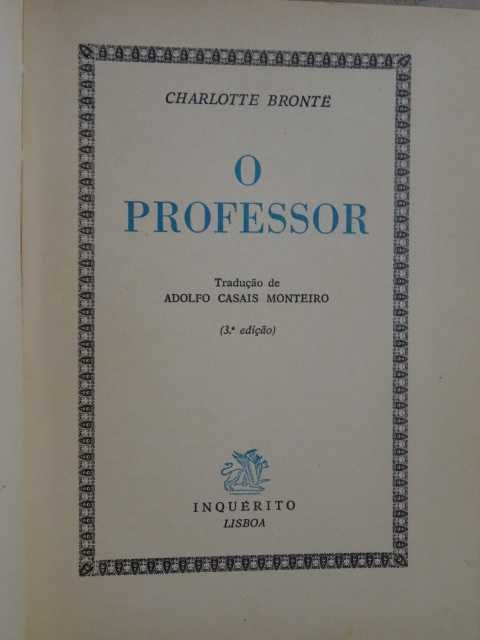 CHARLOTTE BRONTË
O
PROFESSOR
Tradução de
ADOLFO CASAIS MONTEIRO
(3.ª edição)
INQUÉRITO
LISBOA